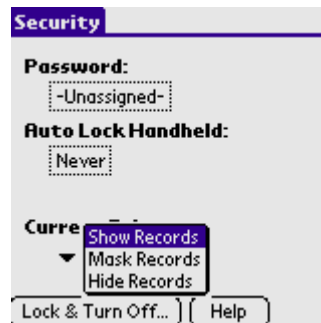 Security
Password:
-Unassigned-
Auto Lock Handheld:
Never
Show Records
Mask Records
Hide Records
Lock & Turn Off...
Help